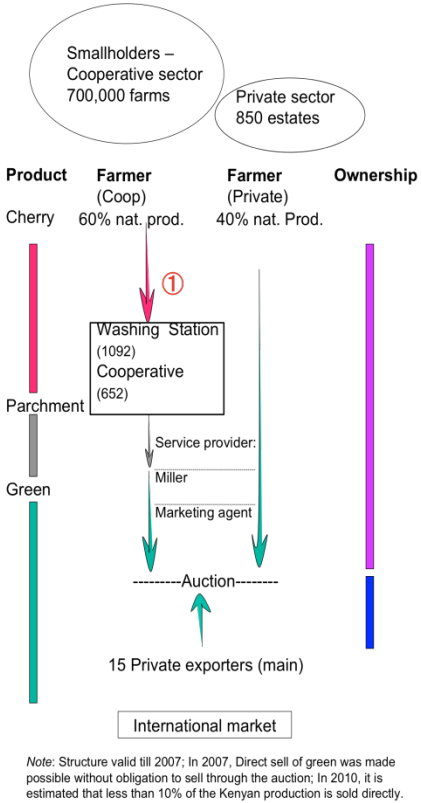 Smallholders –
Cooperative sector
700,000 farms
Private sector
850 estates
Product Farmer Farmer Ownership
(Coop) (Private)
Cherry 60% nat. prod. 40% nat. Prod.
①
Washing Station
(1092)
Cooperative
(652)
Parchment
Service provider:
Miller
Green
Marketing agent
---------Auction--------
15 Private exporters (main)
International market
Note: Structure valid till 2007; In 2007, Direct sell of green was made
possible without obligation to sell through the auction; In 2010, it is
estimated that less than 10% of the Kenyan production is sold directly.